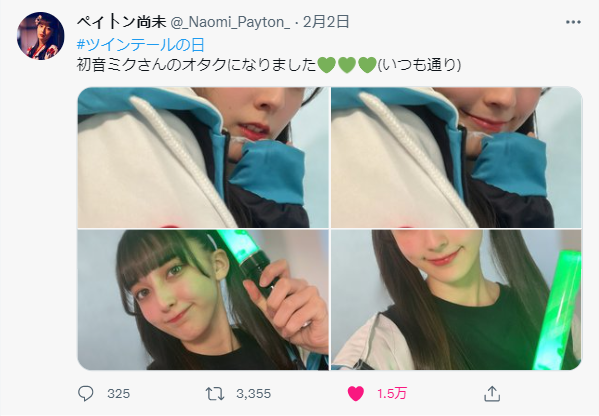 ペイトン尚未 @_Naomi_Payton_ · 2月2日
#ツインテールの日
初音ミクさんのオタクになりました💚💚💚(いつも通り)
325 3,355 1.5万